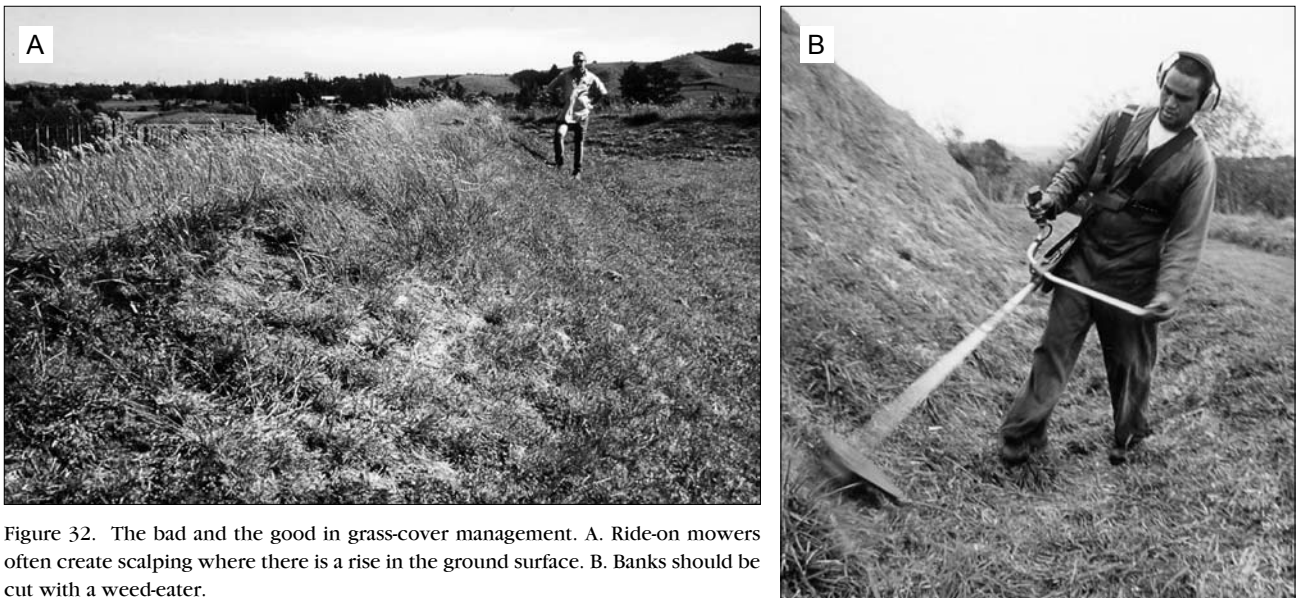 A
B
Figure 32. The bad and the good in grass-cover management. A. Ride-on mowers
often create scalping where there is a rise in the ground surface. B. Banks should be
cut with a weed-eater.